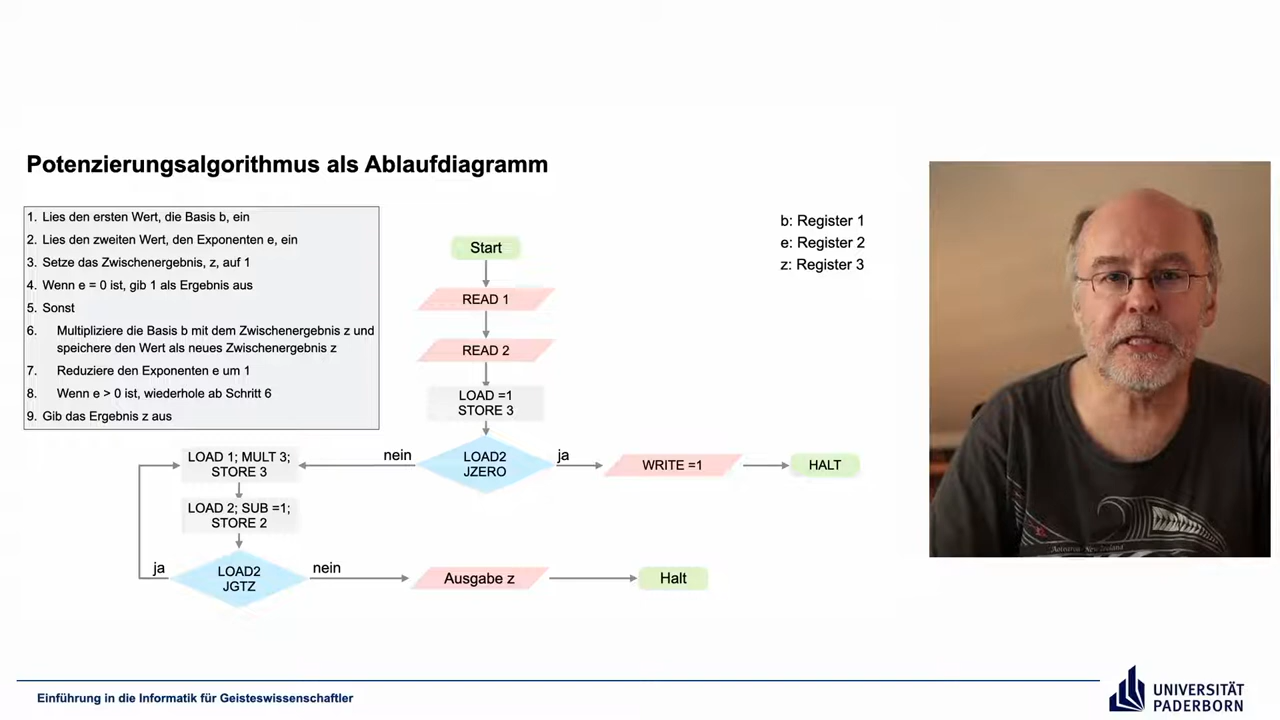 Potenzierungsalgorithmus als Ablaufdiagramm
1. Lies den ersten Wert, die Basis b, ein
2. Lies den zweiten Wert, den Exponenten e, ein
3. Setze das Zwischenergebnis, z, auf 1
4. Wenn e = 0 ist, gib 1 als Ergebnis aus
5. Sonst
6. Multipliziere die Basis b mit dem Zwischenergebnis z und
speichere den Wert als neues Zwischenergebnis z
7. Reduziere den Exponenten e um 1
8. Wenn e > 0 ist, wiederhole ab Schritt 6
9. Gib das Ergebnis z aus
b: Register 1
e: Register 2
z: Register 3
Start
READ 1
READ 2
LOAD =1
STORE 3
LOAD2
JZERO
ja
WRITE =1
HALT
nein
LOAD 1; MULT 3;
STORE 3
LOAD 2; SUB =1;
STORE 2
LOAD2
JGTZ
ja
nein
Ausgabe z
Halt
Aotearoa - New Zealand
Einführung in die Informatik für Geisteswissenschaftler
UNIVERSITÄT
PADERBORN